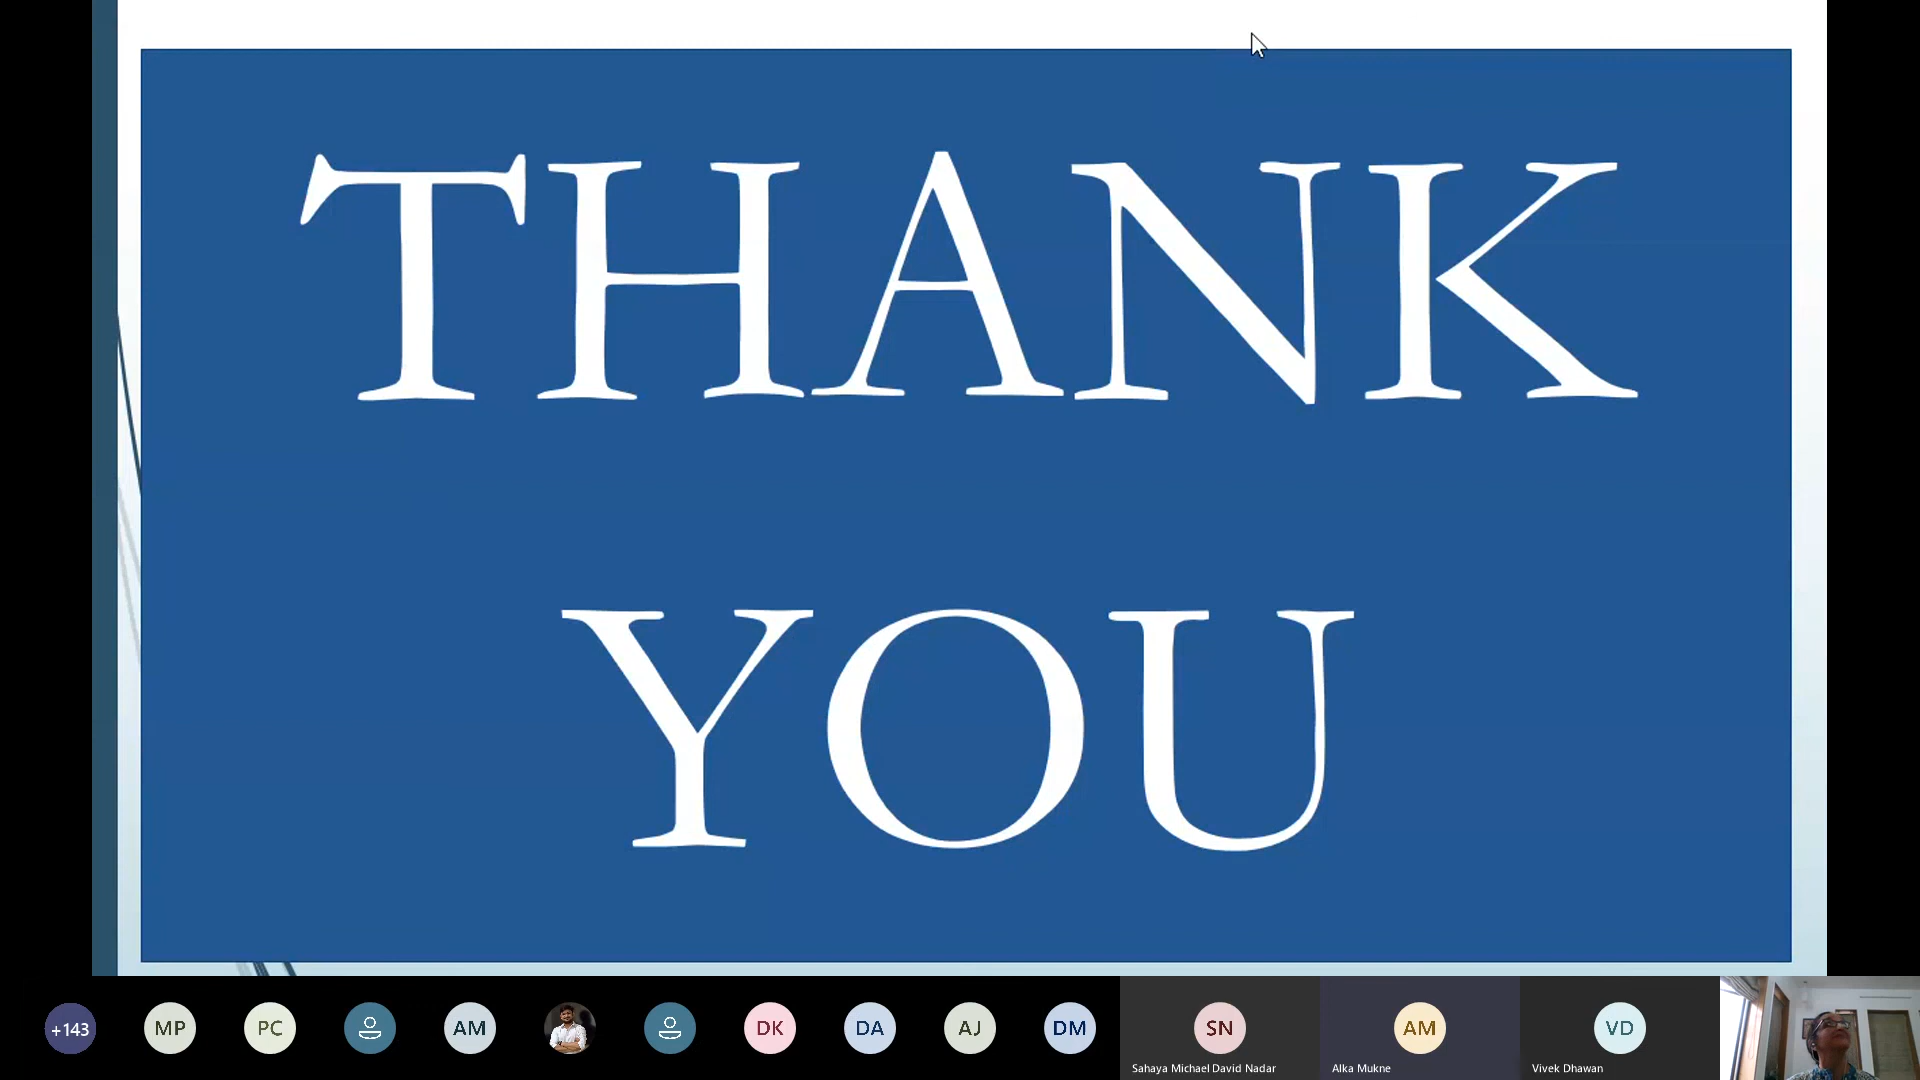 THANK
YOU
+143
MP
PC
AM
DK
DA
AJ
DM
SN
AM
VD
Sahaya Michael David Nadar
Alka Mukne
Vivek Dhawan